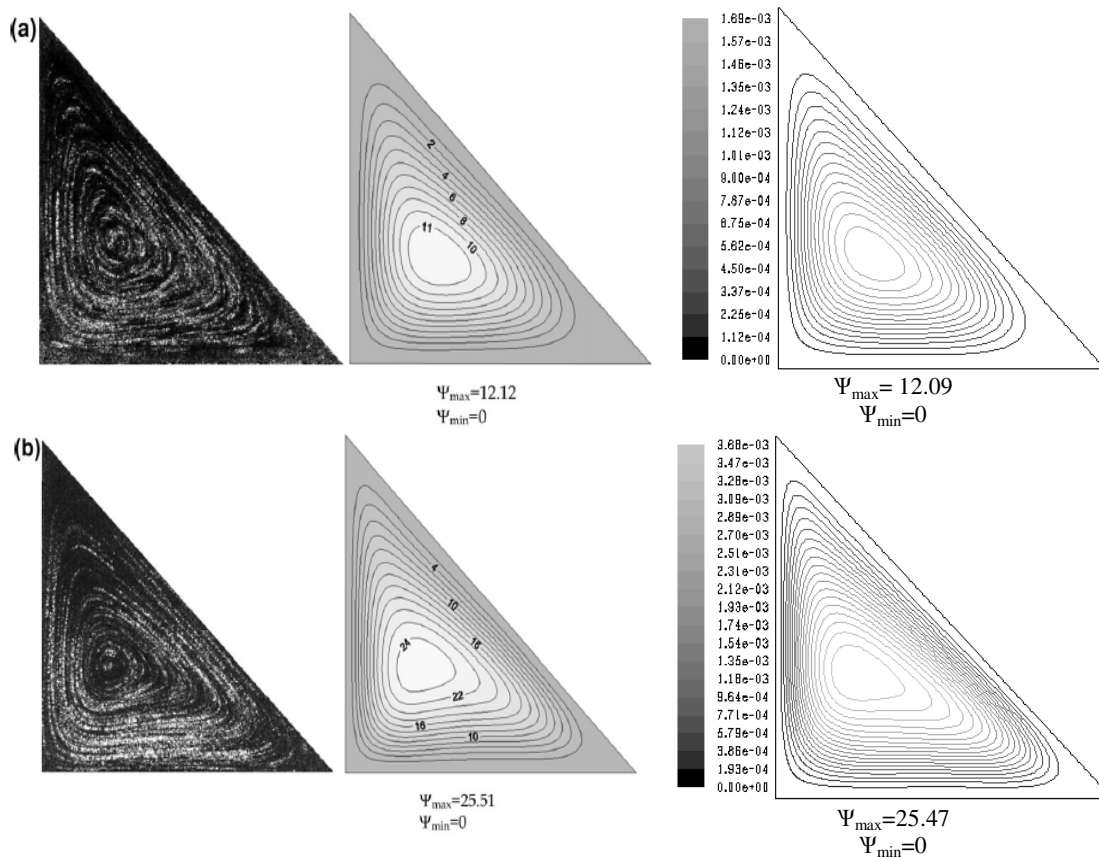 (a)
2
4
6
8
10
11
Ψmax=12.12
Ψmin=0
1.69e-03
1.57e-03
1.46e-03
1.35e-03
1.24e-03
1.12e-03
1.01e-03
9.00e-04
7.87e-04
6.75e-04
5.62e-04
4.50e-04
3.37e-04
2.25e-04
1.12e-04
0.00e+00
Ψmax= 12.09
Ψmin=0
(b)
4
10
16
24
22
16
10
Ψmax=25.51
Ψmin=0
3.66e-03
3.47e-03
3.28e-03
3.09e-03
2.89e-03
2.70e-03
2.51e-03
2.31e-03
2.12e-03
1.93e-03
1.74e-03
1.54e-03
1.35e-03
1.16e-03
9.64e-04
7.71e-04
5.79e-04
3.86e-04
1.93e-04
0.00e+00
Ψmax=25.47
Ψmin=0